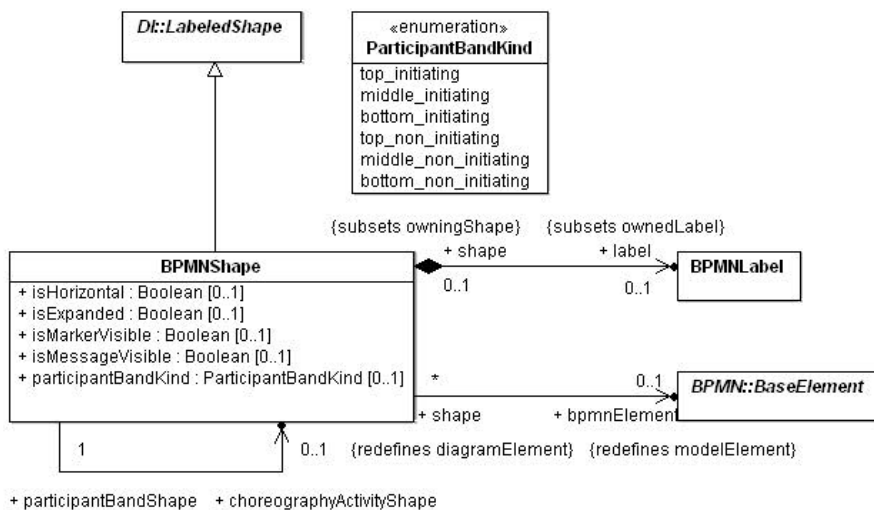 DI::LabeledShape
«enumeration»
ParticipantBandKind
top_initiating
middle_initiating
bottom_initiating
top_non_initiating
middle_non_initiating
bottom_non_initiating
{subsets owningShape} {subsets ownedLabel}
+ shape + label
0..1 0..1
BPMNShape
+ isHorizontal : Boolean [0..1]
+ isExpanded : Boolean [0..1]
+ isMarkerVisible : Boolean [0..1]
+ isMessageVisible : Boolean [0..1]
+ participantBandKind : ParticipantBandKind [0..1]
BPMNLabel
* 0..1
BPMN::BaseElement
+ shape + bpmnElement
1 0..1 {redefines diagramElement} {redefines modelElement}
+ participantBandShape + choreographyActivityShape